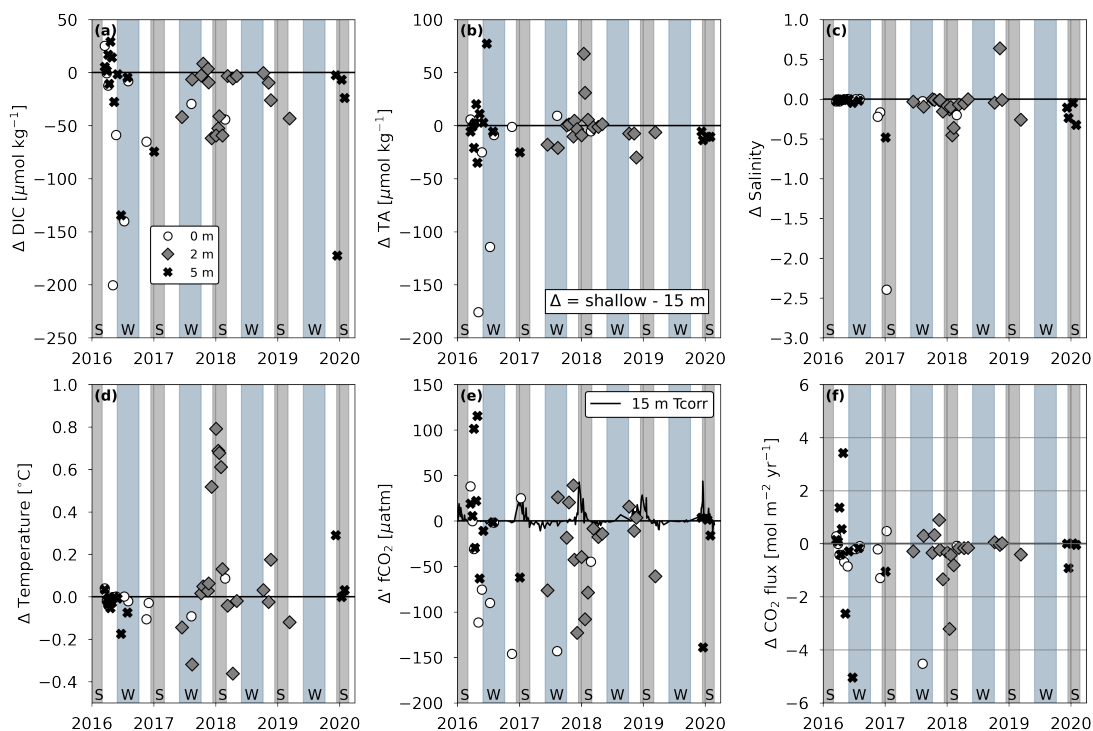 (a)
50
0
−50
−100
−150
−200
−250
Δ DIC [μmol kg⁻¹]
0 m
2 m
5 m
S W S W S W W S
2016 2017 2018 2019 2020
(b)
100
50
0
−50
−100
−150
−200
Δ TA [μmol kg⁻¹]
Δ = shallow - 15 m
S W S W S W W S
2016 2017 2018 2019 2020
(c)
1.0
0.5
0.0
−0.5
−1.0
−1.5
−2.0
−2.5
−3.0
Δ Salinity
S W S W S W W S
2016 2017 2018 2019 2020
(d)
1.0
0.8
0.6
0.4
0.2
0.0
−0.2
−0.4
Δ Temperature [°C]
S W S W S W W S
2016 2017 2018 2019 2020
(e)
150
100
50
0
−50
−100
−150
−200
Δ' fCO₂ [μatm]
15 m Tcorr
S W S W S W W S
2016 2017 2018 2019 2020
(f)
6
4
2
0
−2
−4
−6
Δ CO₂ flux [mol m⁻² yr⁻¹]
S W S W S W W S
2016 2017 2018 2019 2020